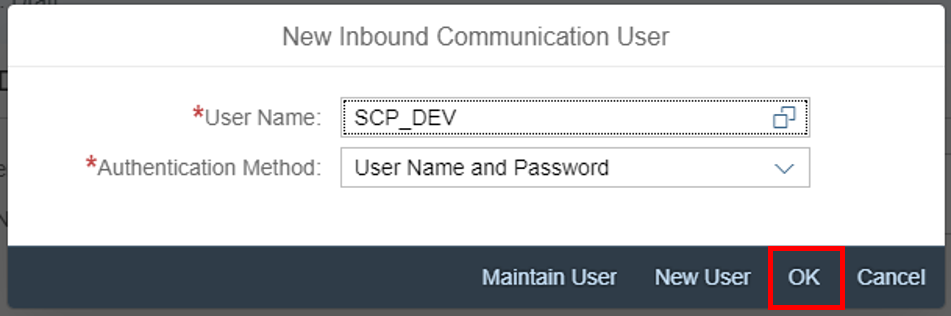 New Inbound Communication User
*User Name: SCP_DEV
*Authentication Method: User Name and Password
Maintain User New User OK Cancel